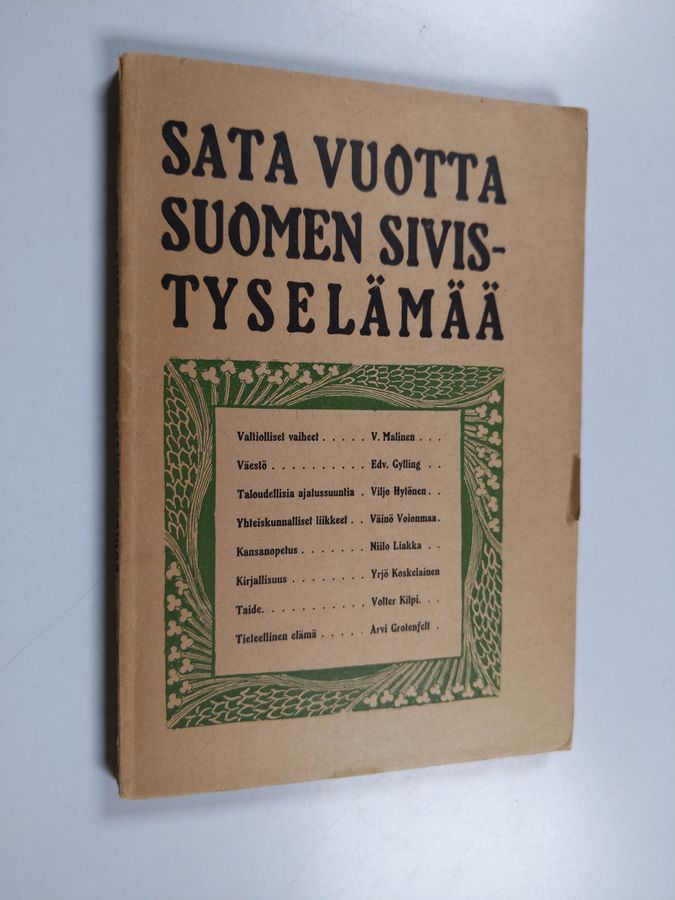 SATA VUOTTA
SUOMEN SIVIS-
TYSELÄMÄÄ
Valtiolliset vaiheet . . . . . V. Malinen . . .
Väestö . . . . . . . . . . Edv. Gylling . .
Taloudellisia ajatussuuntia . Viljo Hytönen . .
Yhteiskunnalliset liikkeet . . Väinö Voionmaa .
Kansanopetus . . . . . . . Niilo Liakka . .
Kirjallisuus . . . . . . . . Yrjö Koskelainen
Taide. . . . . . . . . . . Volter Kilpi. . .
Tieteellinen elämä . . . . . Arvi Grotenfelt .